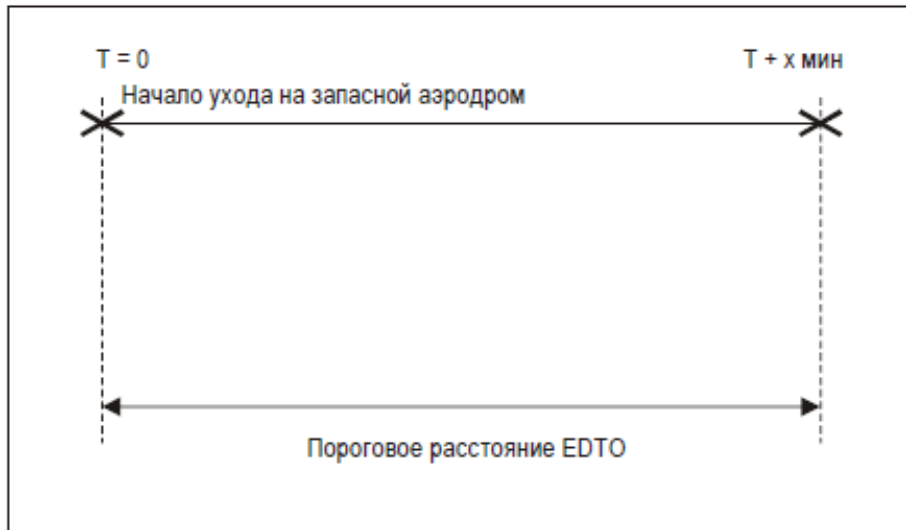 T = 0
T + x мин
Начало ухода на запасной аэродром
Пороговое расстояние EDTO